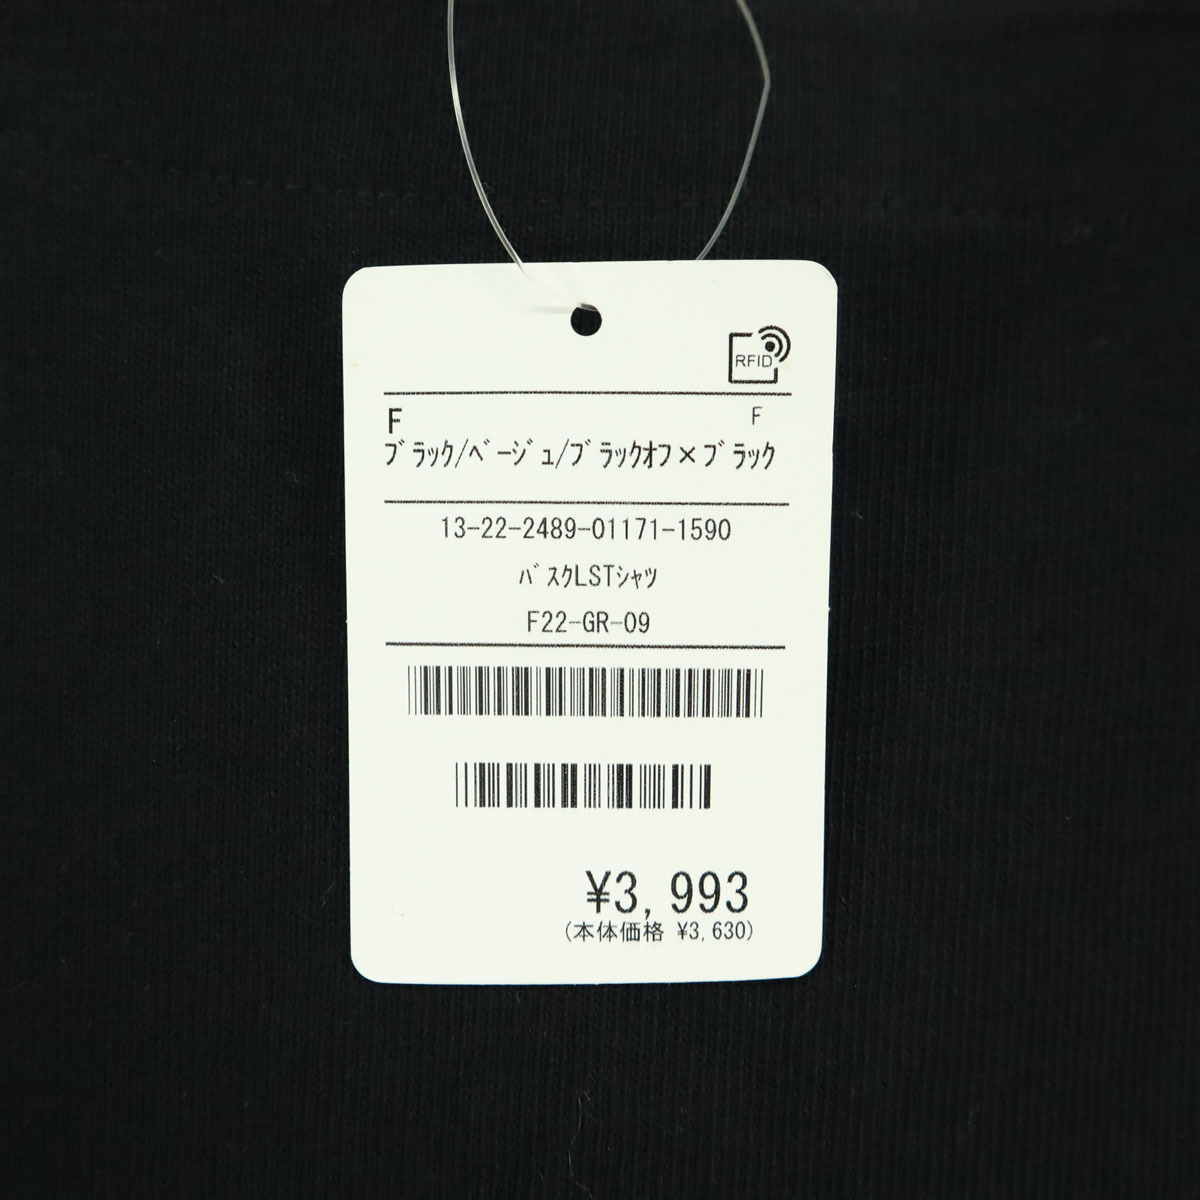 RFID
F F
ﾌﾞﾗｯｸ/ﾍﾞｰｼﾞｭ/ﾌﾞﾗｯｸｵﾌ×ﾌﾞﾗｯｸ
13-22-2489-01171-1590
ﾊﾞｽｸLSTｼｬﾂ
F22-GR-09
¥3,993
(本体価格 ¥3,630)